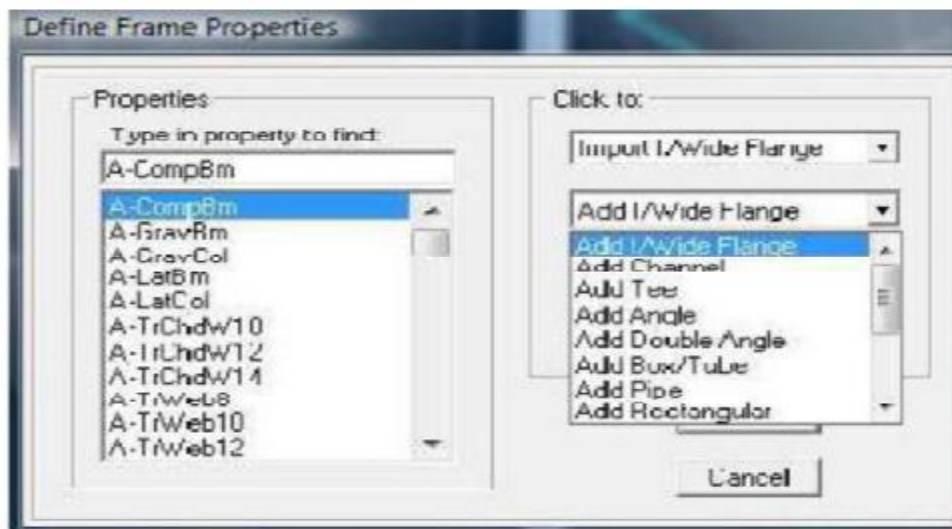 Define Frame Properties
Properties
Type in property to find:
A-CompBm
A-CompBm
A-GravBm
A-GravCol
A-LatBm
A-LatCol
A-TrChdW10
A-TrChdW12
A-TrChdW14
A-TrWeb8
A-TrWeb10
A-TrWeb12
Click to:
Import I/Wide Flange
Add I/Wide Flange
Add I/Wide Flange
Add Channel
Add Tee
Add Angle
Add Double Angle
Add Box/Tube
Add Pipe
Add Rectangular
Cancel